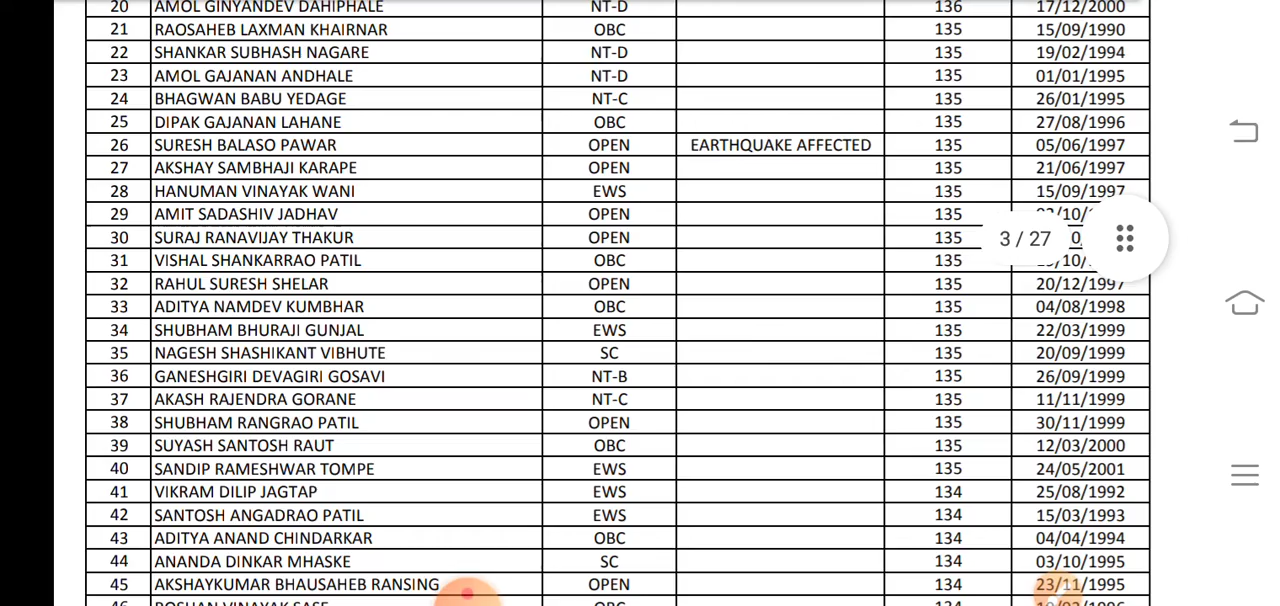 20 AMOL GINYANDEV DAHIPHALE NT-D 136 17/12/2000
21 RAOSAHEB LAXMAN KHAIRNAR OBC 135 15/09/1990
22 SHANKAR SUBHASH NAGARE NT-D 135 19/02/1994
23 AMOL GAJANAN ANDHALE NT-D 135 01/01/1995
24 BHAGWAN BABU YEDAGE NT-C 135 26/01/1995
25 DIPAK GAJANAN LAHANE OBC 135 27/08/1996
26 SURESH BALASO PAWAR OPEN EARTHQUAKE AFFECTED 135 05/06/1997
27 AKSHAY SAMBHAJI KARAPE OPEN 135 21/06/1997
28 HANUMAN VINAYAK WANI EWS 135 15/09/1997
29 AMIT SADASHIV JADHAV OPEN 135
30 SURAJ RANAVIJAY THAKUR OPEN 135
3 / 27
31 VISHAL SHANKARRAO PATIL OBC 135
32 RAHUL SURESH SHELAR OPEN 135 20/12/1997
33 ADITYA NAMDEV KUMBHAR OBC 135 04/08/1998
34 SHUBHAM BHURAJI GUNJAL EWS 135 22/03/1999
35 NAGESH SHASHIKANT VIBHUTE SC 135 20/09/1999
36 GANESHGIRI DEVAGIRI GOSAVI NT-B 135 26/09/1999
37 AKASH RAJENDRA GORANE NT-C 135 11/11/1999
38 SHUBHAM RANGRAO PATIL OPEN 135 30/11/1999
39 SUYASH SANTOSH RAUT OBC 135 12/03/2000
40 SANDIP RAMESHWAR TOMPE EWS 135 24/05/2001
41 VIKRAM DILIP JAGTAP EWS 134 25/08/1992
42 SANTOSH ANGADRAO PATIL EWS 134 15/03/1993
43 ADITYA ANAND CHINDARKAR OBC 134 04/04/1994
44 ANANDA DINKAR MHASKE SC 134 03/10/1995
45 AKSHAYKUMAR BHAUSAHEB RANSING OPEN 134 23/11/1995